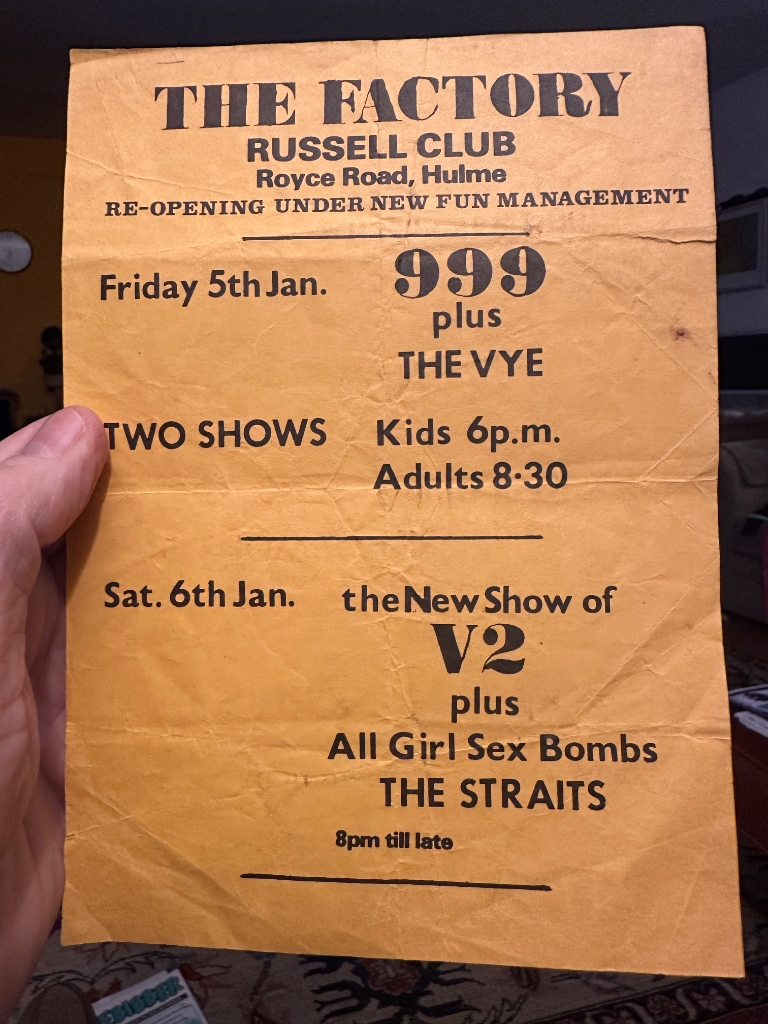 THE FACTORY
RUSSELL CLUB
Royce Road, Hulme
RE-OPENING UNDER NEW FUN MANAGEMENT
Friday 5th Jan. 999
plus
THE VYE
TWO SHOWS Kids 6p.m.
Adults 8·30
Sat. 6th Jan. the New Show of
V2
plus
All Girl Sex Bombs
THE STRAITS
8pm till late